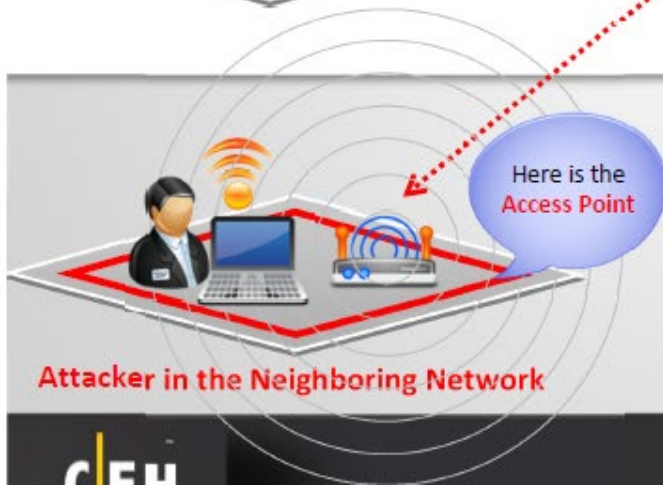 Here is the
Access Point
Attacker in the Neighboring Network
C|EH